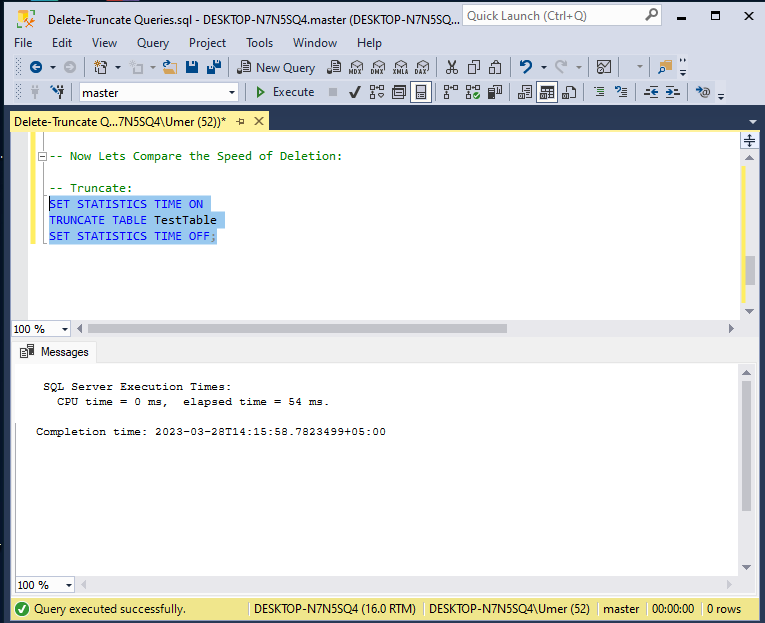 Delete-Truncate Queries.sql - DESKTOP-N7N5SQ4.master (DESKTOP-N7N5SQ...
Quick Launch (Ctrl+Q)
File Edit View Query Project Tools Window Help
New Query MDX DMX XMLA DAX
master Execute
Delete-Truncate Q...7N5SQ4\Umer (52))*
-- Now Lets Compare the Speed of Deletion:
-- Truncate:
SET STATISTICS TIME ON
TRUNCATE TABLE TestTable
SET STATISTICS TIME OFF;
100 %
Messages
SQL Server Execution Times:
CPU time = 0 ms,  elapsed time = 54 ms.
Completion time: 2023-03-28T14:15:58.7823499+05:00
100 %
Query executed successfully. DESKTOP-N7N5SQ4 (16.0 RTM) DESKTOP-N7N5SQ4\Umer (52) master 00:00:00 0 rows